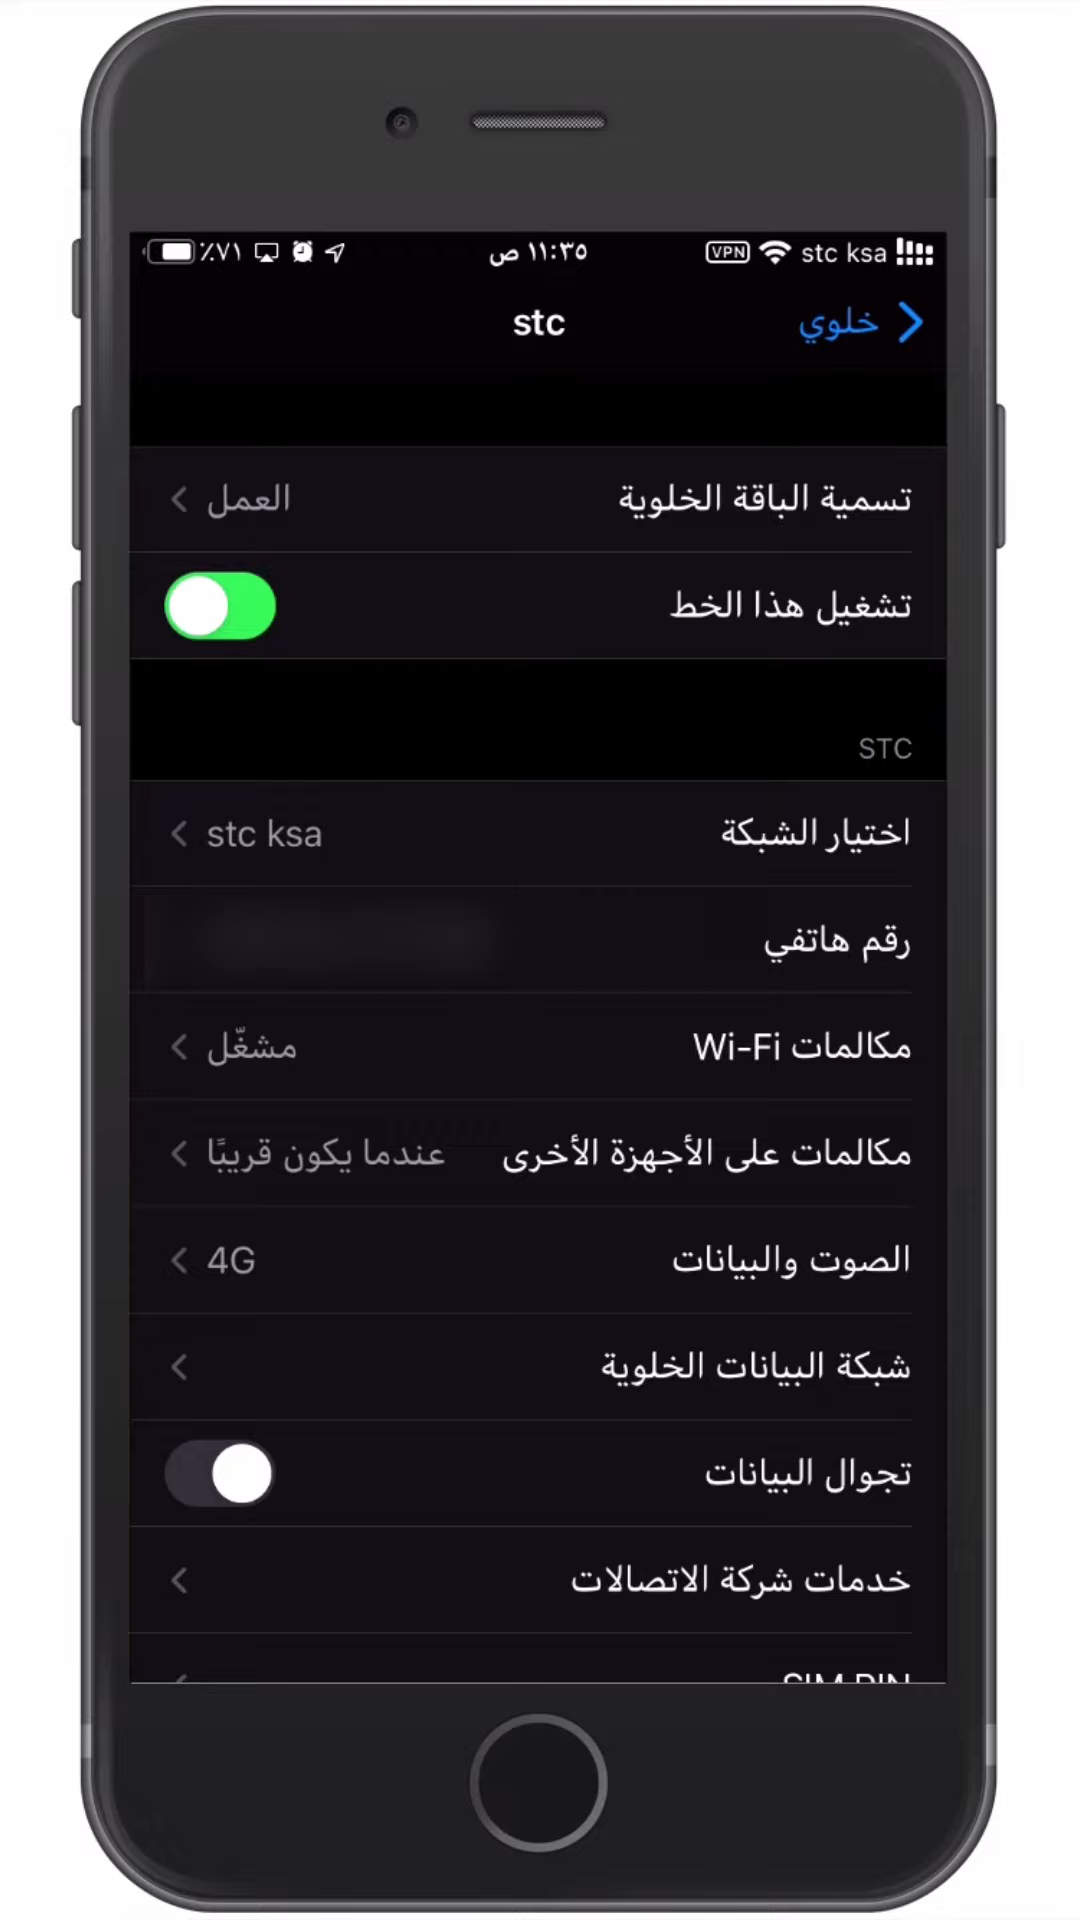 stc ksa VPN ١١:٣٥ ص ٪٧١
خلوي stc
تسمية الباقة الخلوية العمل
تشغيل هذا الخط
STC
اختيار الشبكة stc ksa
رقم هاتفي
مكالمات Wi-Fi مشغّل
مكالمات على الأجهزة الأخرى عندما يكون قريبًا
الصوت والبيانات 4G
شبكة البيانات الخلوية
تجوال البيانات
خدمات شركة الاتصالات
SIM PIN